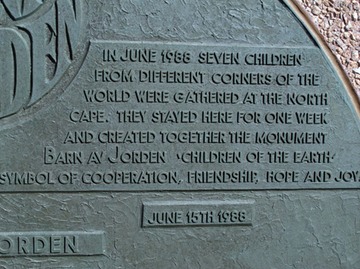 DEN
IN JUNE 1988 SEVEN CHILDREN
FROM DIFFERENT CORNERS OF THE
WORLD WERE GATHERED AT THE NORTH
CAPE. THEY STAYED HERE FOR ONE WEEK
AND CREATED TOGETHER THE MONUMENT
BARN AV JORDEN 'CHILDREN OF THE EARTH'
SYMBOL OF COOPERATION, FRIENDSHIP, HOPE AND JOY.
JUNE 15TH 1988
ORDEN